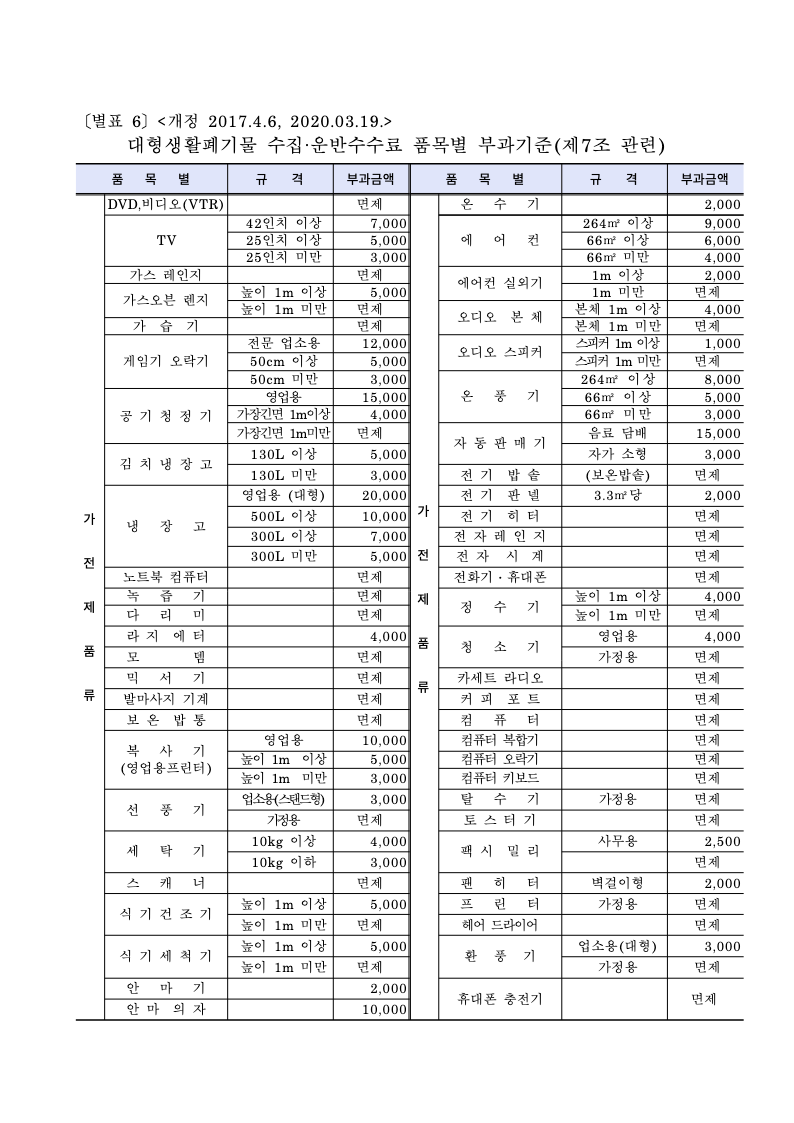 〔별표 6〕 <개정 2017.4.6, 2020.03.19.>
대형생활폐기물 수집·운반수수료 품목별 부과기준(제7조 관련)
품 목 별 규 격 부과금액 품 목 별 규 격 부과금액
가 전 제 품 류
DVD,비디오(VTR) 면제
TV 42인치 이상 7,000
25인치 이상 5,000
25인치 미만 3,000
가스 레인지 면제
가스오븐 렌지 높이 1m 이상 5,000
높이 1m 미만 면제
가 습 기 면제
게임기 오락기 전문 업소용 12,000
50cm 이상 5,000
50cm 미만 3,000
공 기 청 정 기 영업용 15,000
가장긴면 1m이상 4,000
가장긴면 1m미만 면제
김 치 냉 장 고 130L 이상 5,000
130L 미만 3,000
냉 장 고 영업용 (대형) 20,000
500L 이상 10,000
300L 이상 7,000
300L 미만 5,000
노트북 컴퓨터 면제
녹 즙 기 면제
다 리 미 면제
라 지 에 터 4,000
모 뎀 면제
믹 서 기 면제
발마사지 기계 면제
보 온 밥 통 면제
복 사 기 (영업용프린터) 영업용 10,000
높이 1m 이상 5,000
높이 1m 미만 3,000
선 풍 기 업소용(스탠드형) 3,000
가정용 면제
세 탁 기 10kg 이상 4,000
10kg 이하 3,000
스 캐 너 면제
식 기 건 조 기 높이 1m 이상 5,000
높이 1m 미만 면제
식 기 세 척 기 높이 1m 이상 5,000
높이 1m 미만 면제
안 마 기 2,000
안 마 의 자 10,000
가 전 제 품 류
온 수 기 2,000
에 어 컨 264㎡ 이상 9,000
66㎡ 이상 6,000
66㎡ 미만 4,000
에어컨 실외기 1m 이상 2,000
1m 미만 면제
오디오 본 체 본체 1m 이상 4,000
본체 1m 미만 면제
오디오 스피커 스피커 1m 이상 1,000
스피커 1m 미만 면제
온 풍 기 264㎡ 이상 8,000
66㎡ 이상 5,000
66㎡ 미만 3,000
자 동 판 매 기 음료 담배 15,000
자가 소형 3,000
전 기 밥 솥 (보온밥솥) 면제
전 기 판 넬 3.3㎡당 2,000
전 기 히 터 면제
전 자 레 인 지 면제
전 자 시 계 면제
전화기·휴대폰 면제
정 수 기 높이 1m 이상 4,000
높이 1m 미만 면제
청 소 기 영업용 4,000
가정용 면제
카세트 라디오 면제
커 피 포 트 면제
컴 퓨 터 면제
컴퓨터 복합기 면제
컴퓨터 오락기 면제
컴퓨터 키보드 면제
탈 수 기 가정용 면제
토 스 터 기 면제
팩 시 밀 리 사무용 2,500
면제
팬 히 터 벽걸이형 2,000
프 린 터 가정용 면제
헤어 드라이어 면제
환 풍 기 업소용(대형) 3,000
가정용 면제
휴대폰 충전기 면제